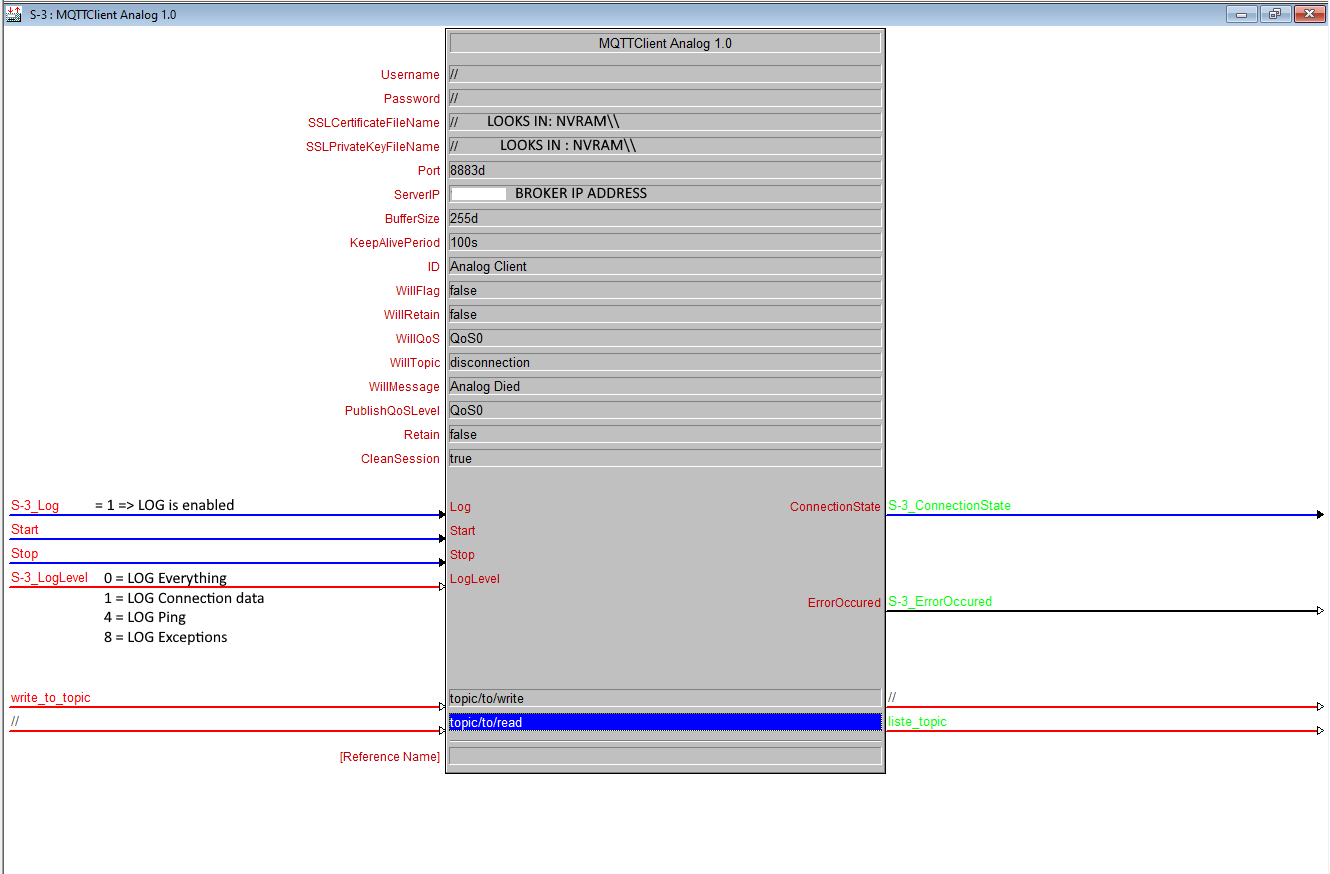 S-3 : MQTTClient Analog 1.0
MQTTClient Analog 1.0
Username //
Password //
SSLCertificateFileName // LOOKS IN: NVRAM\\
SSLPrivateKeyFileName // LOOKS IN : NVRAM\\
Port 8883d
ServerIP BROKER IP ADDRESS
BufferSize 255d
KeepAlivePeriod 100s
ID Analog Client
WillFlag false
WillRetain false
WillQoS QoS0
WillTopic disconnection
WillMessage Analog Died
PublishQoSLevel QoS0
Retain false
CleanSession true
S-3_Log = 1 => LOG is enabled Log ConnectionState S-3_ConnectionState
Start Start
Stop Stop
S-3_LogLevel 0 = LOG Everything LogLevel
1 = LOG Connection data ErrorOccured S-3_ErrorOccured
4 = LOG Ping
8 = LOG Exceptions
write_to_topic topic/to/write //
// topic/to/read liste_topic
[Reference Name]